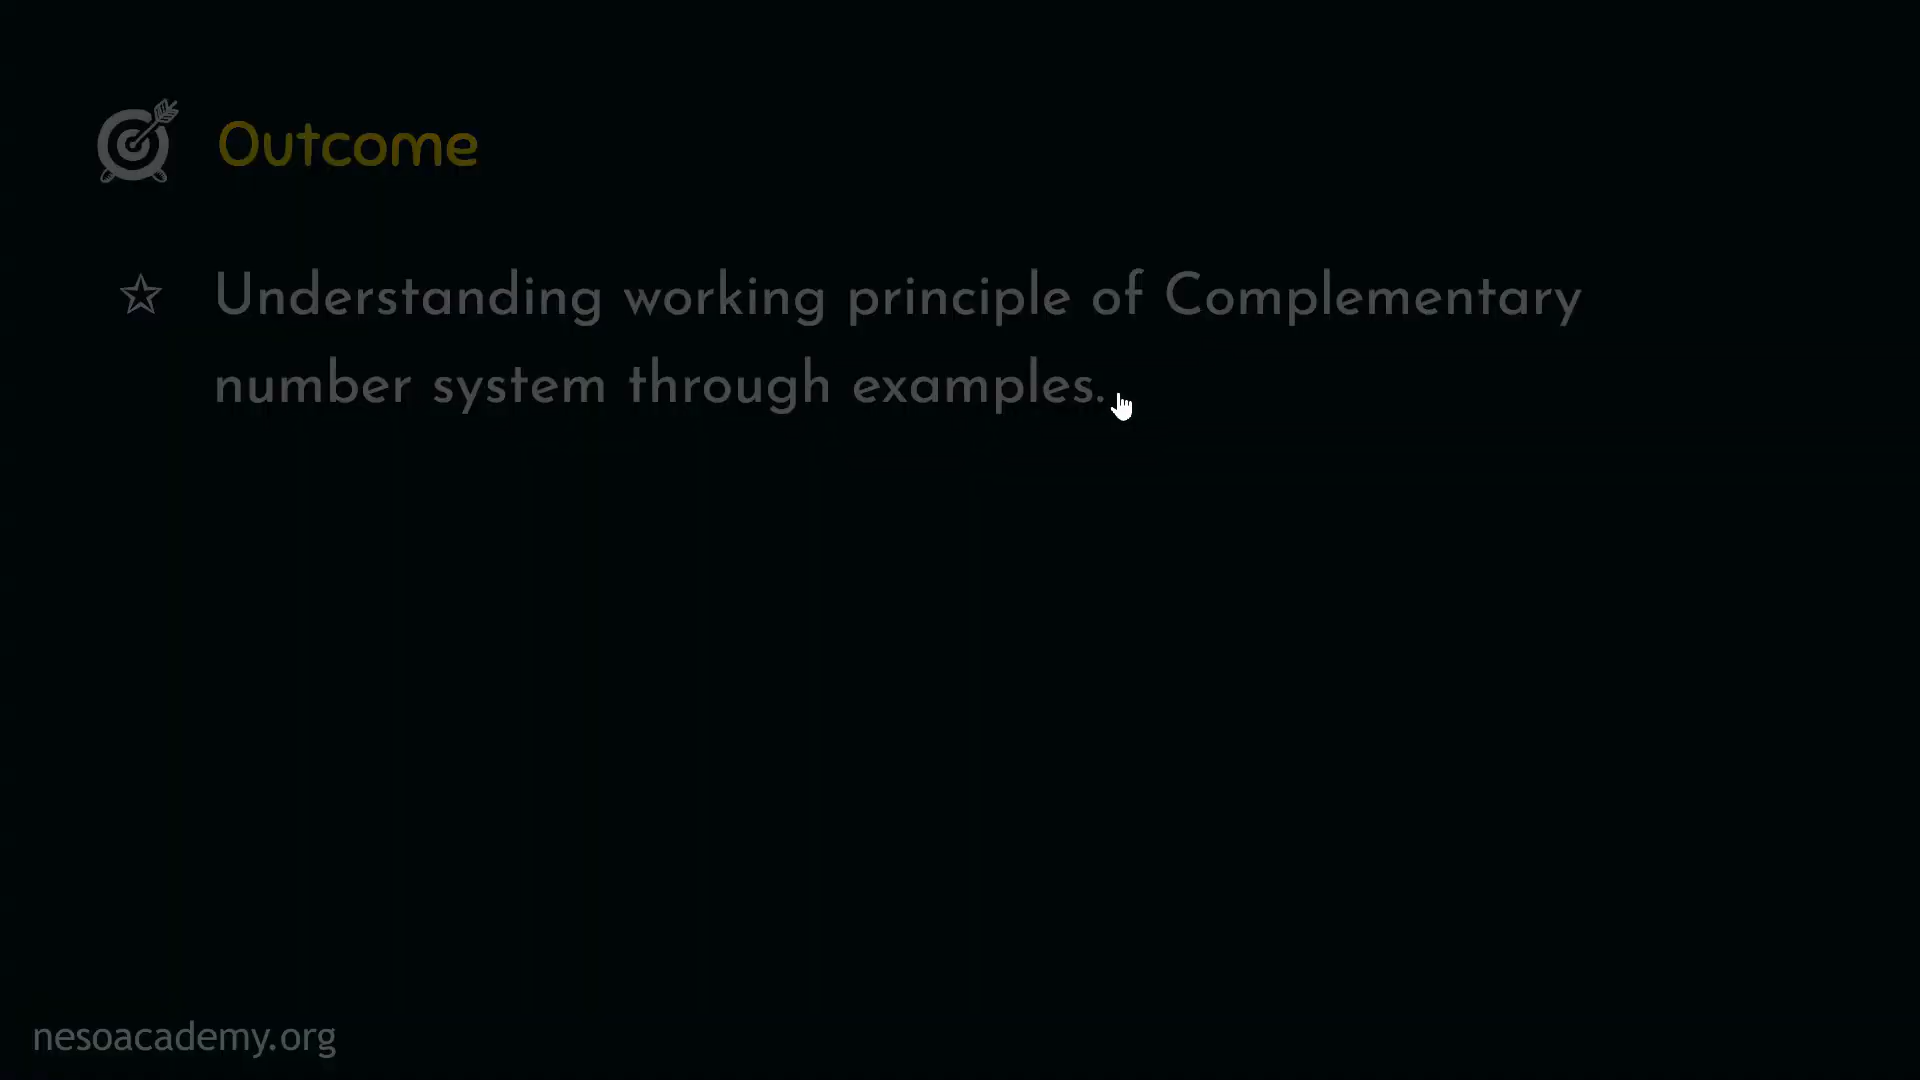 Outcome
Understanding working principle of Complementary
number system through examples.
nesoacademy.org